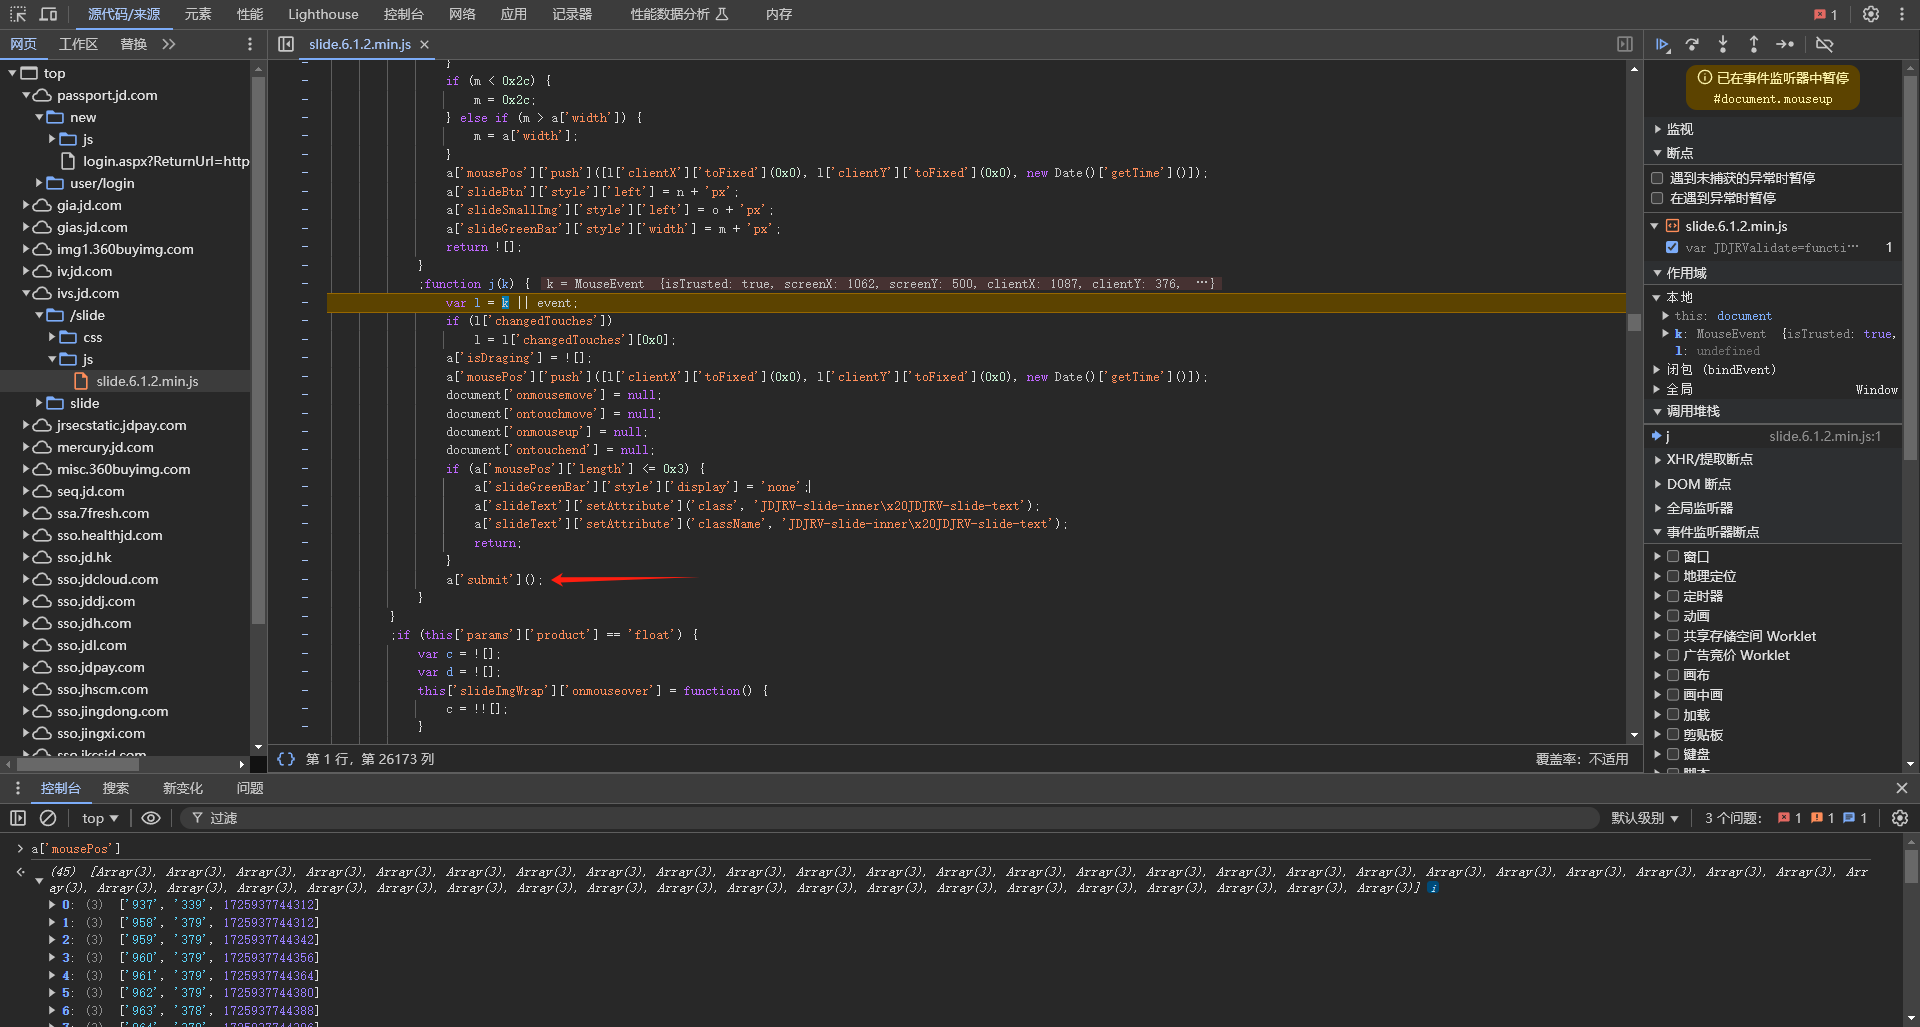 源代码/来源 元素 性能 Lighthouse 控制台 网络 应用 记录器 性能数据分析 内存 1
网页 工作区 替换 slide.6.1.2.min.js
top
passport.jd.com
new
js
login.aspx?ReturnUrl=http
user/login
gia.jd.com
gias.jd.com
img1.360buyimg.com
iv.jd.com
ivs.jd.com
/slide
css
js
slide.6.1.2.min.js
slide
jrsecstatic.jdpay.com
mercury.jd.com
misc.360buyimg.com
seq.jd.com
ssa.7fresh.com
sso.healthjd.com
sso.jd.hk
sso.jdcloud.com
sso.jddj.com
sso.jdh.com
sso.jdl.com
sso.jdpay.com
sso.jhscm.com
sso.jingdong.com
sso.jingxi.com
}
if (m < 0x2c) {
m = 0x2c;
} else if (m > a['width']) {
m = a['width'];
}
a['mousePos']['push']([l['clientX']['toFixed'](0x0), l['clientY']['toFixed'](0x0), new Date()['getTime']()]);
a['slideBtn']['style']['left'] = n + 'px';
a['slideSmallImg']['style']['left'] = o + 'px';
a['slideGreenBar']['style']['width'] = m + 'px';
return ![];
}
;function j(k) { k = MouseEvent {isTrusted: true, screenX: 1062, screenY: 500, clientX: 1087, clientY: 376, …}
var l = k || event;
if (l['changedTouches'])
l = l['changedTouches'][0x0];
a['isDraging'] = ![];
a['mousePos']['push']([l['clientX']['toFixed'](0x0), l['clientY']['toFixed'](0x0), new Date()['getTime']()]);
document['onmousemove'] = null;
document['ontouchmove'] = null;
document['onmouseup'] = null;
document['ontouchend'] = null;
if (a['mousePos']['length'] <= 0x3) {
a['slideGreenBar']['style']['display'] = 'none';
a['slideText']['setAttribute']('class', 'JDJRV-slide-inner\x20JDJRV-slide-text');
a['slideText']['setAttribute']('className', 'JDJRV-slide-inner\x20JDJRV-slide-text');
return;
}
a['submit']();
}
}
;if (this['params']['product'] == 'float') {
var c = ![];
var d = ![];
this['slideImgWrap']['onmouseover'] = function() {
c = !![];
}
{} 第 1 行，第 26173 列 覆盖率：不适用
已在事件监听器中暂停
#document.mouseup
监视
断点
遇到未捕获的异常时暂停
在遇到异常时暂停
slide.6.1.2.min.js
var JDJRValidate=functi… 1
作用域
本地
this: document
k: MouseEvent {isTrusted: true,
l: undefined
闭包 (bindEvent)
全局 Window
调用堆栈
j slide.6.1.2.min.js:1
XHR/提取断点
DOM 断点
全局监听器
事件监听器断点
窗口
地理定位
定时器
动画
共享存储空间 Worklet
广告竞价 Worklet
画布
画中画
加载
剪贴板
键盘
控制台 搜索 新变化 问题
top 过滤 默认级别 3 个问题： 1 1 1
a['mousePos']
(45) [Array(3), Array(3), Array(3), Array(3), Array(3), Array(3), Array(3), Array(3), Array(3), Array(3), Array(3), Array(3), Array(3), Array(3), Array(3), Array(3), Array(3), Array(3), Array(3), Array(3), Array(3), Array(3), Array(3), Array(3), Array(3), Arr
ay(3), Array(3), Array(3), Array(3), Array(3), Array(3), Array(3), Array(3), Array(3), Array(3), Array(3), Array(3), Array(3), Array(3), Array(3), Array(3), Array(3), Array(3), Array(3), Array(3)] i
0: (3) ['937', '339', 1725937744312]
1: (3) ['958', '379', 1725937744312]
2: (3) ['959', '379', 1725937744342]
3: (3) ['960', '379', 1725937744356]
4: (3) ['961', '379', 1725937744364]
5: (3) ['962', '379', 1725937744380]
6: (3) ['963', '378', 1725937744388]